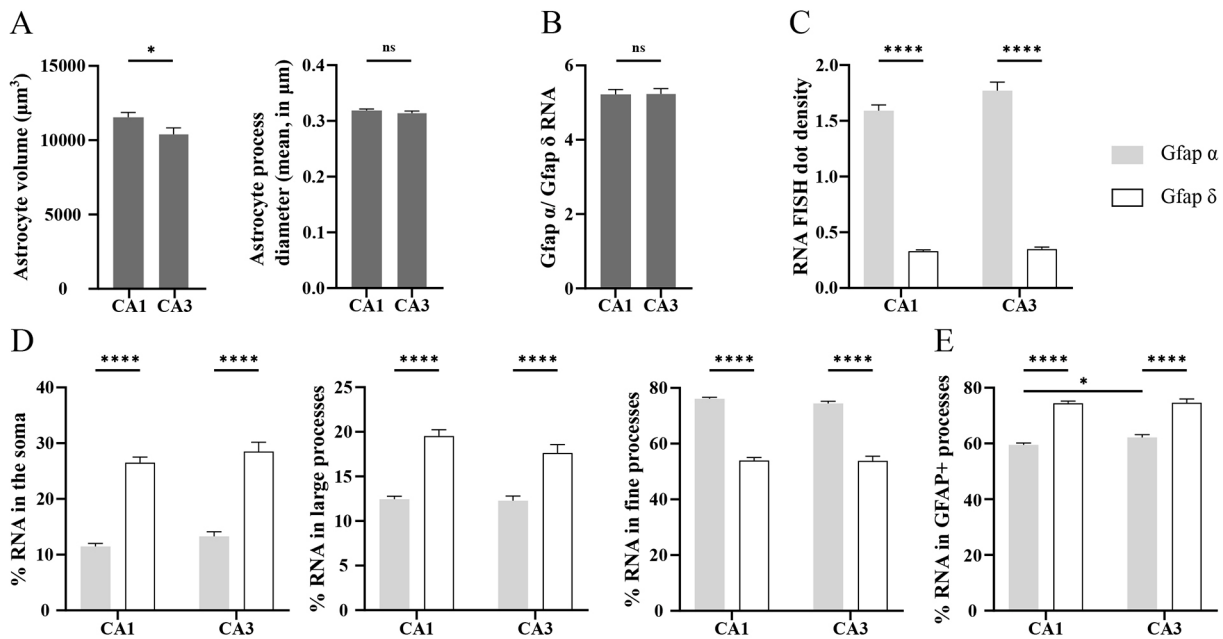 A
Astrocyte volume (µm³)
15000
10000
5000
0
*
CA1 CA3
Astrocyte process
diameter (mean, in µm)
0.4
0.3
0.2
0.1
0.0
ns
CA1 CA3
B
Gfap α/ Gfap δ RNA
6
4
2
0
ns
CA1 CA3
C
RNA FISH dot density
2.0
1.5
1.0
0.5
0.0
**** ****
CA1 CA3
Gfap α
Gfap δ
D
% RNA in the soma
40
30
20
10
0
**** ****
CA1 CA3
% RNA in large processes
25
20
15
13
10
5
0
**** ****
CA1 CA3
% RNA in fine processes
80
60
40
20
0
**** ****
CA1 CA3
E
% RNA in GFAP+ processes
80
60
40
20
0
**** ****
*
CA1 CA3